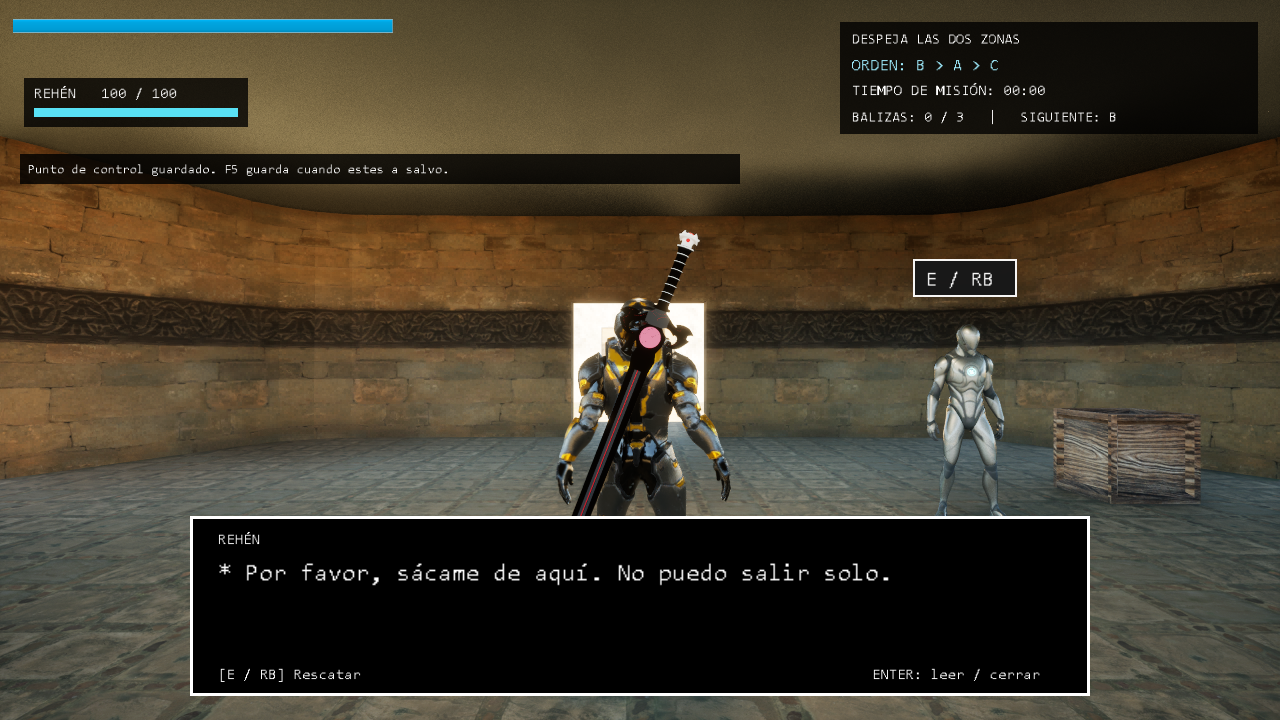 DESPEJA LAS DOS ZONAS
ORDEN: B > A > C
TIEMPO DE MISIÓN: 00:00
BALIZAS: 0 / 3 | SIGUIENTE: B
REHÉN 100 / 100
Punto de control guardado. F5 guarda cuando estes a salvo.
E / RB
REHÉN
* Por favor, sácame de aquí. No puedo salir solo.
[E / RB] Rescatar
ENTER: leer / cerrar